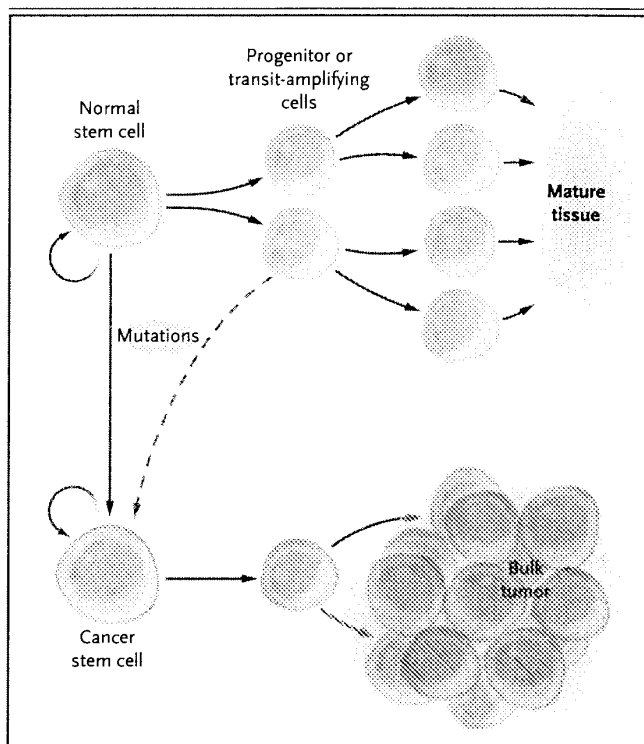 Progenitor or
transit-amplifying
cells
Normal
stem cell
Mature
tissue
Mutations
Bulk
tumor
Cancer
stem cell